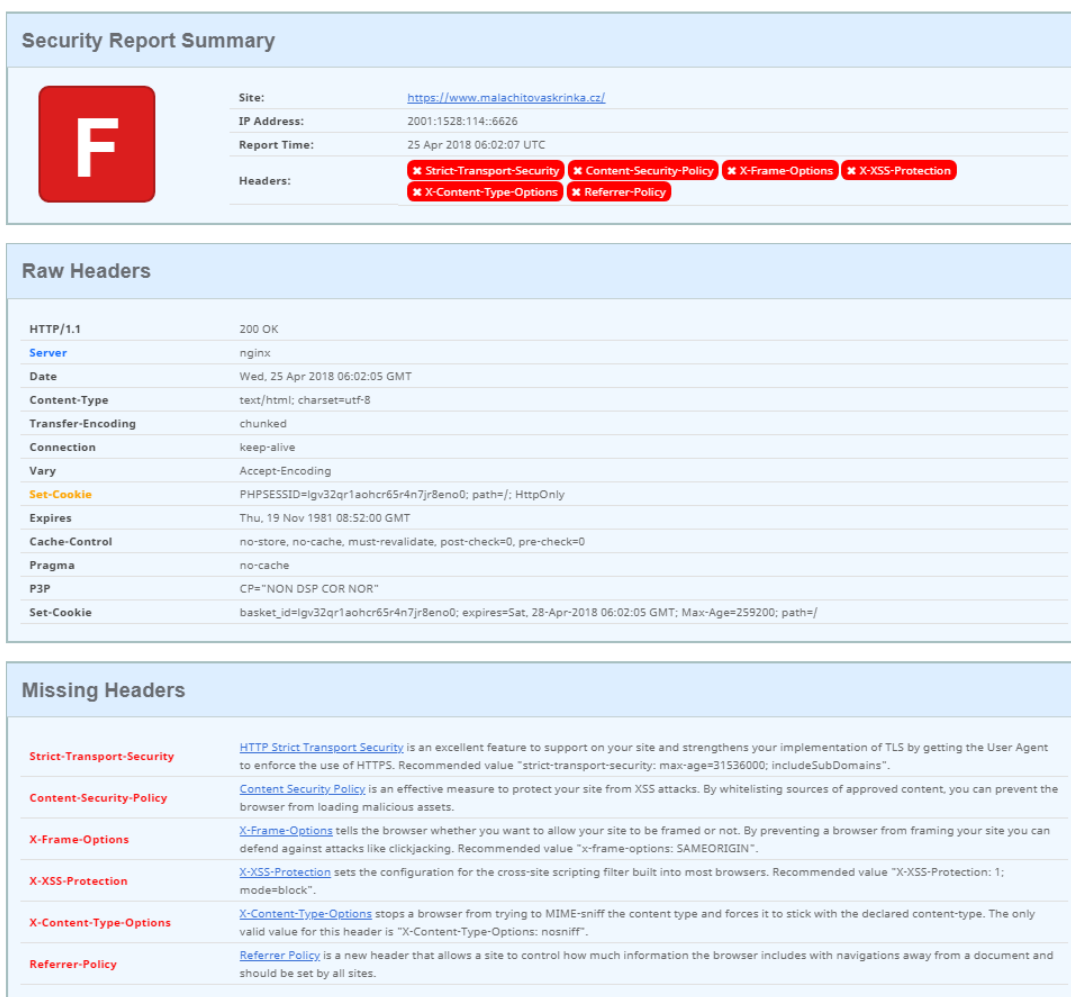 Security Report Summary
F
Site: https://www.malachitovaskrinka.cz/
IP Address: 2001:1528:114::6626
Report Time: 25 Apr 2018 06:02:07 UTC
Headers: ✖ Strict-Transport-Security ✖ Content-Security-Policy ✖ X-Frame-Options ✖ X-XSS-Protection
✖ X-Content-Type-Options ✖ Referrer-Policy
Raw Headers
HTTP/1.1 200 OK
Server nginx
Date Wed, 25 Apr 2018 06:02:05 GMT
Content-Type text/html; charset=utf-8
Transfer-Encoding chunked
Connection keep-alive
Vary Accept-Encoding
Set-Cookie PHPSESSID=lgv32qr1aohcr65r4n7jr8eno0; path=/; HttpOnly
Expires Thu, 19 Nov 1981 08:52:00 GMT
Cache-Control no-store, no-cache, must-revalidate, post-check=0, pre-check=0
Pragma no-cache
P3P CP="NON DSP COR NOR"
Set-Cookie basket_id=lgv32qr1aohcr65r4n7jr8eno0; expires=Sat, 28-Apr-2018 06:02:05 GMT; Max-Age=259200; path=/
Missing Headers
Strict-Transport-Security HTTP Strict Transport Security is an excellent feature to support on your site and strengthens your implementation of TLS by getting the User Agent
to enforce the use of HTTPS. Recommended value "strict-transport-security: max-age=31536000; includeSubDomains".
Content-Security-Policy Content Security Policy is an effective measure to protect your site from XSS attacks. By whitelisting sources of approved content, you can prevent the
browser from loading malicious assets.
X-Frame-Options X-Frame-Options tells the browser whether you want to allow your site to be framed or not. By preventing a browser from framing your site you can
defend against attacks like clickjacking. Recommended value "x-frame-options: SAMEORIGIN".
X-XSS-Protection X-XSS-Protection sets the configuration for the cross-site scripting filter built into most browsers. Recommended value "X-XSS-Protection: 1;
mode=block".
X-Content-Type-Options X-Content-Type-Options stops a browser from trying to MIME-sniff the content type and forces it to stick with the declared content-type. The only
valid value for this header is "X-Content-Type-Options: nosniff".
Referrer-Policy Referrer Policy is a new header that allows a site to control how much information the browser includes with navigations away from a document and
should be set by all sites.